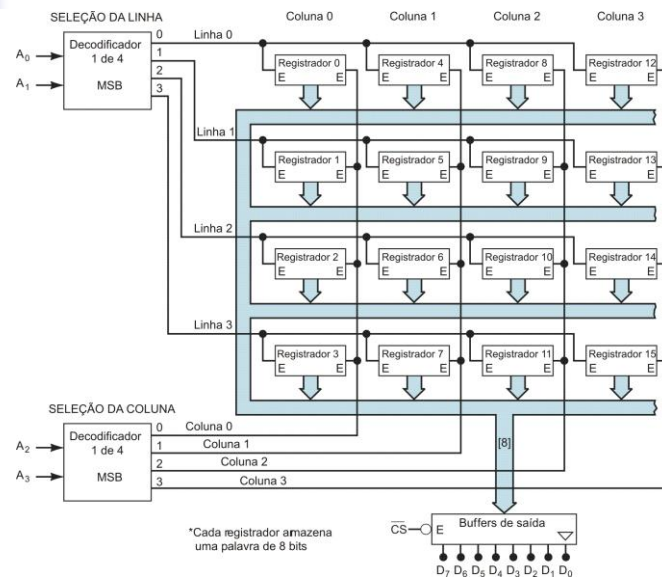 SELEÇÃO DA LINHA
Coluna 0 Coluna 1 Coluna 2 Coluna 3
A0
A1
Decodificador
1 de 4
MSB
0
1
2
3
Linha 0
Registrador 0 Registrador 4 Registrador 8 Registrador 12
E E E E E E E E
Linha 1
Registrador 1 Registrador 5 Registrador 9 Registrador 13
E E E E E E E E
Linha 2
Registrador 2 Registrador 6 Registrador 10 Registrador 14
E E E E E E E E
Linha 3
Registrador 3 Registrador 7 Registrador 11 Registrador 15
E E E E E E E E
SELEÇÃO DA COLUNA
A2
A3
Decodificador
1 de 4
MSB
0 Coluna 0
1 Coluna 1
2 Coluna 2
3 Coluna 3
[8]
*Cada registrador armazena
uma palavra de 8 bits
CS E Buffers de saída
D7 D6 D5 D4 D3 D2 D1 D0